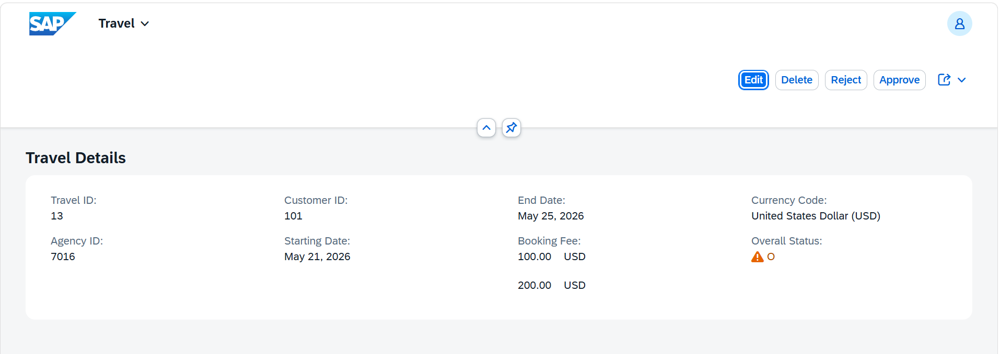 SAP Travel
Edit Delete Reject Approve
Travel Details
Travel ID:
13
Agency ID:
7016
Customer ID:
101
Starting Date:
May 21, 2026
End Date:
May 25, 2026
Booking Fee:
100.00 USD
200.00 USD
Currency Code:
United States Dollar (USD)
Overall Status:
O